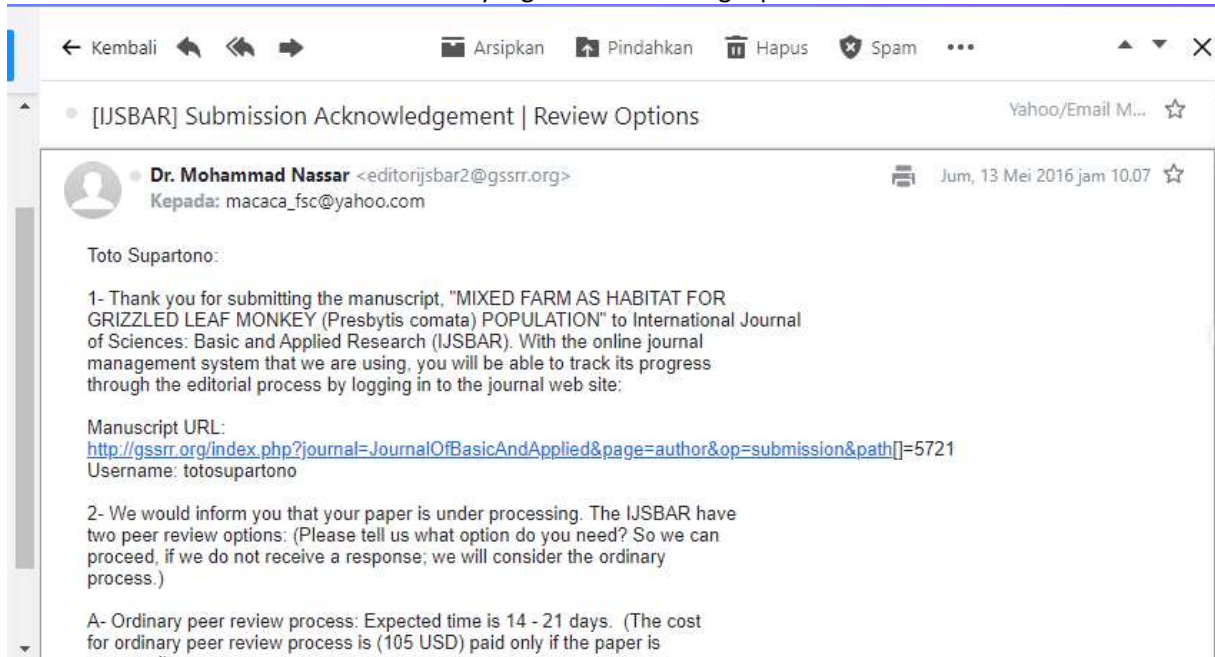 ← Kembali Arsipkan Pindahkan Hapus Spam
[IJSBAR] Submission Acknowledgement | Review Options Yahoo/Email M...
Dr. Mohammad Nassar <editorijsbar2@gssrr.org> Jum, 13 Mei 2016 jam 10.07
Kepada: macaca_fsc@yahoo.com
Toto Supartono:
1- Thank you for submitting the manuscript, "MIXED FARM AS HABITAT FOR
GRIZZLED LEAF MONKEY (Presbytis comata) POPULATION" to International Journal
of Sciences: Basic and Applied Research (IJSBAR). With the online journal
management system that we are using, you will be able to track its progress
through the editorial process by logging in to the journal web site:
Manuscript URL:
http://gssrr.org/index.php?journal=JournalOfBasicAndApplied&page=author&op=submission&path[]=5721
Username: totosupartono
2- We would inform you that your paper is under processing. The IJSBAR have
two peer review options: (Please tell us what option do you need? So we can
proceed, if we do not receive a response; we will consider the ordinary
process.)
A- Ordinary peer review process: Expected time is 14 - 21 days. (The cost
for ordinary peer review process is (105 USD) paid only if the paper is